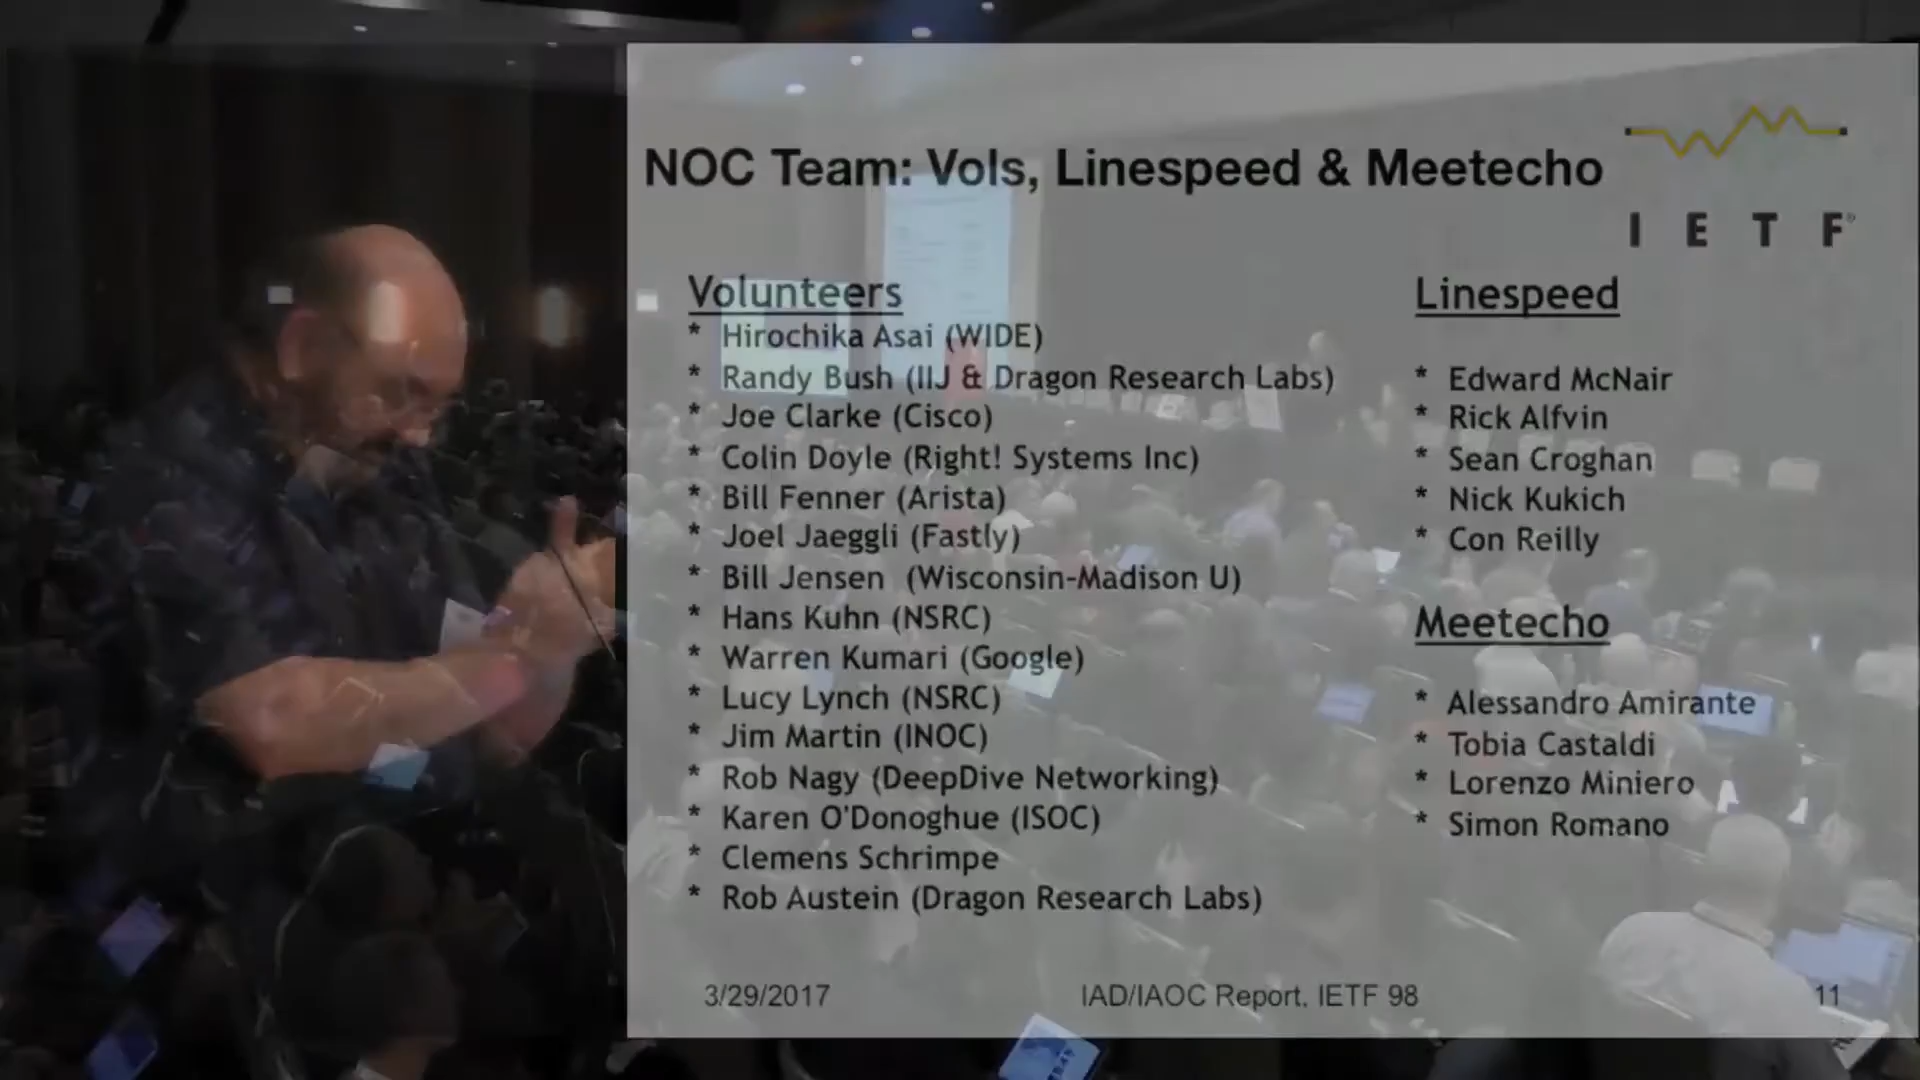 NOC Team: Vols, Linespeed & Meetecho
I E T F®
Volunteers
* Hirochika Asai (WIDE)
* Randy Bush (IIJ & Dragon Research Labs)
* Joe Clarke (Cisco)
* Colin Doyle (Right! Systems Inc)
* Bill Fenner (Arista)
* Joel Jaeggli (Fastly)
* Bill Jensen (Wisconsin-Madison U)
* Hans Kuhn (NSRC)
* Warren Kumari (Google)
* Lucy Lynch (NSRC)
* Jim Martin (INOC)
* Rob Nagy (DeepDive Networking)
* Karen O'Donoghue (ISOC)
* Clemens Schrimpe
* Rob Austein (Dragon Research Labs)
Linespeed
* Edward McNair
* Rick Alfvin
* Sean Croghan
* Nick Kukich
* Con Reilly
Meetecho
* Alessandro Amirante
* Tobia Castaldi
* Lorenzo Miniero
* Simon Romano
3/29/2017
IAD/IAOC Report, IETF 98
11